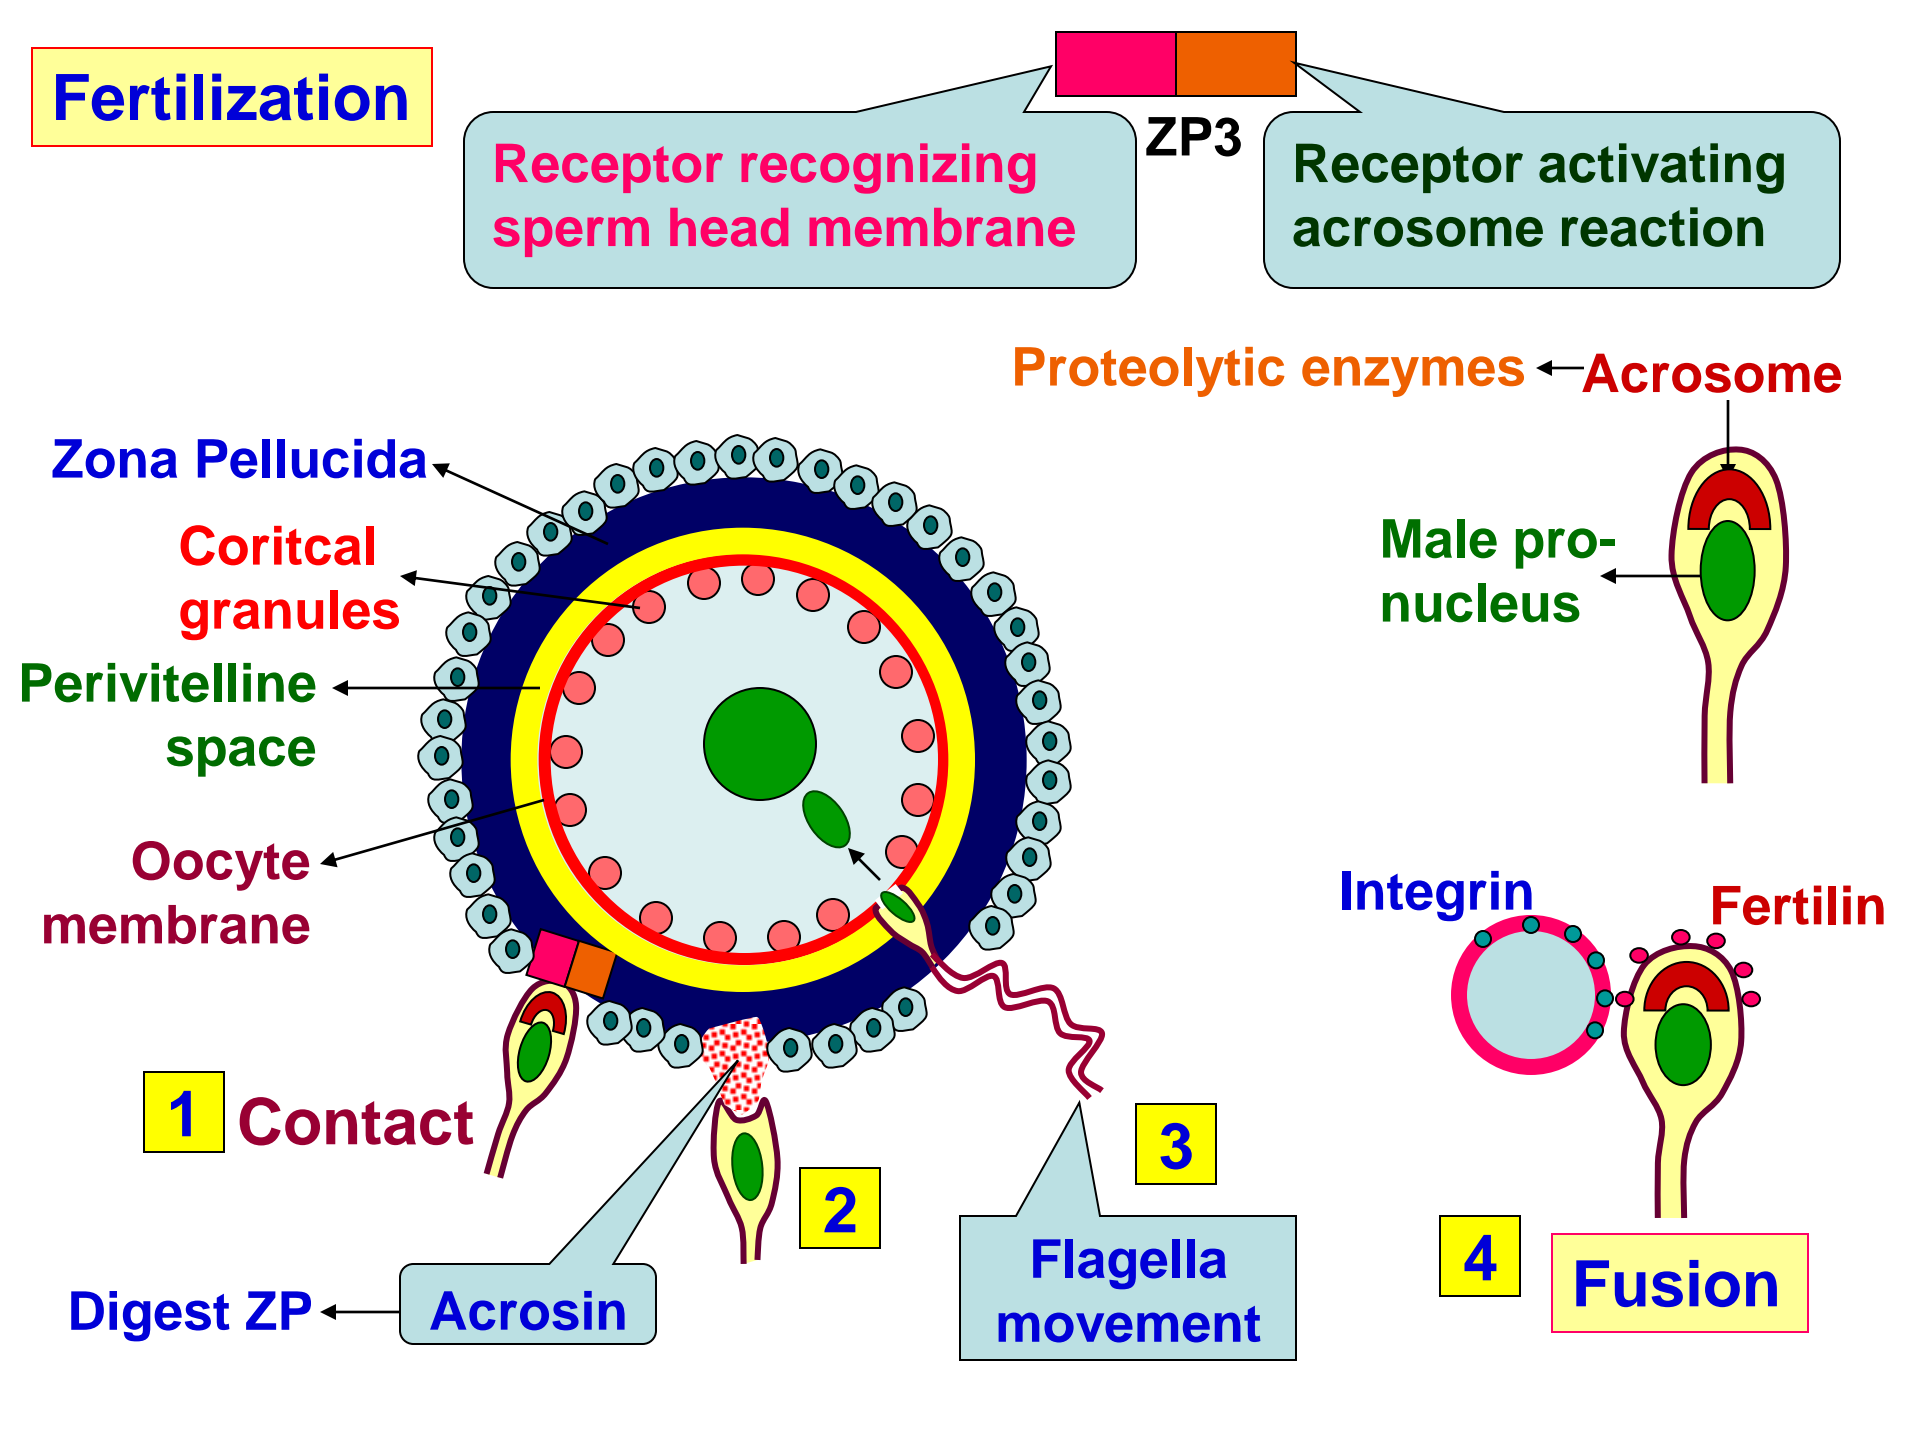 Fertilization
ZP3
Receptor recognizing
sperm head membrane
Receptor activating
acrosome reaction
Proteolytic enzymes
Acrosome
Zona Pellucida
Coritcal
granules
Perivitelline
space
Oocyte
membrane
Male pro-
nucleus
Integrin
Fertilin
1
Contact
2
3
4
Fusion
Flagella
movement
Digest ZP
Acrosin